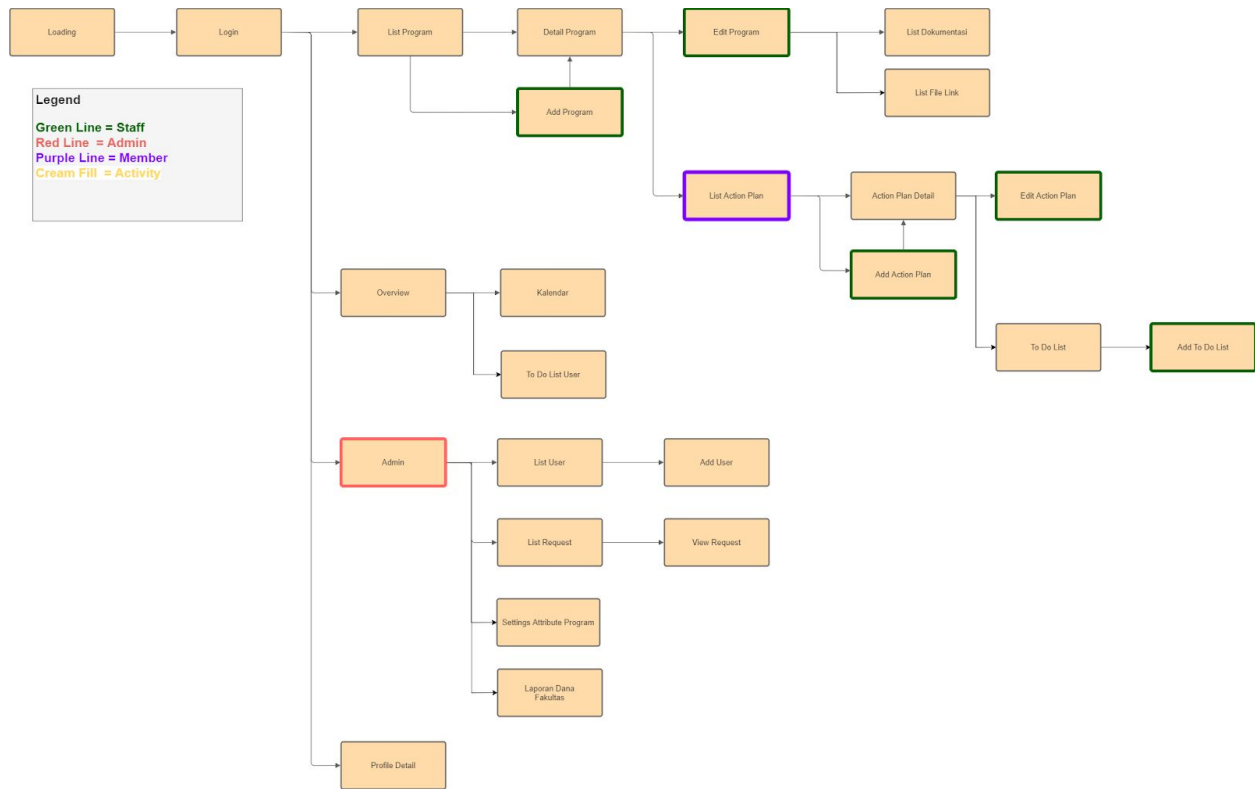 Loading
Login
List Program
Detail Program
Edit Program
List Dokumentasi
List File Link
Add Program
Legend
Green Line = Staff
Red Line = Admin
Purple Line = Member
Cream Fill = Activity
List Action Plan
Action Plan Detail
Edit Action Plan
Add Action Plan
To Do List
Add To Do List
Overview
Kalendar
To Do List User
Admin
List User
Add User
List Request
View Request
Settings Attribute Program
Laporan Dana
Fakultas
Profile Detail